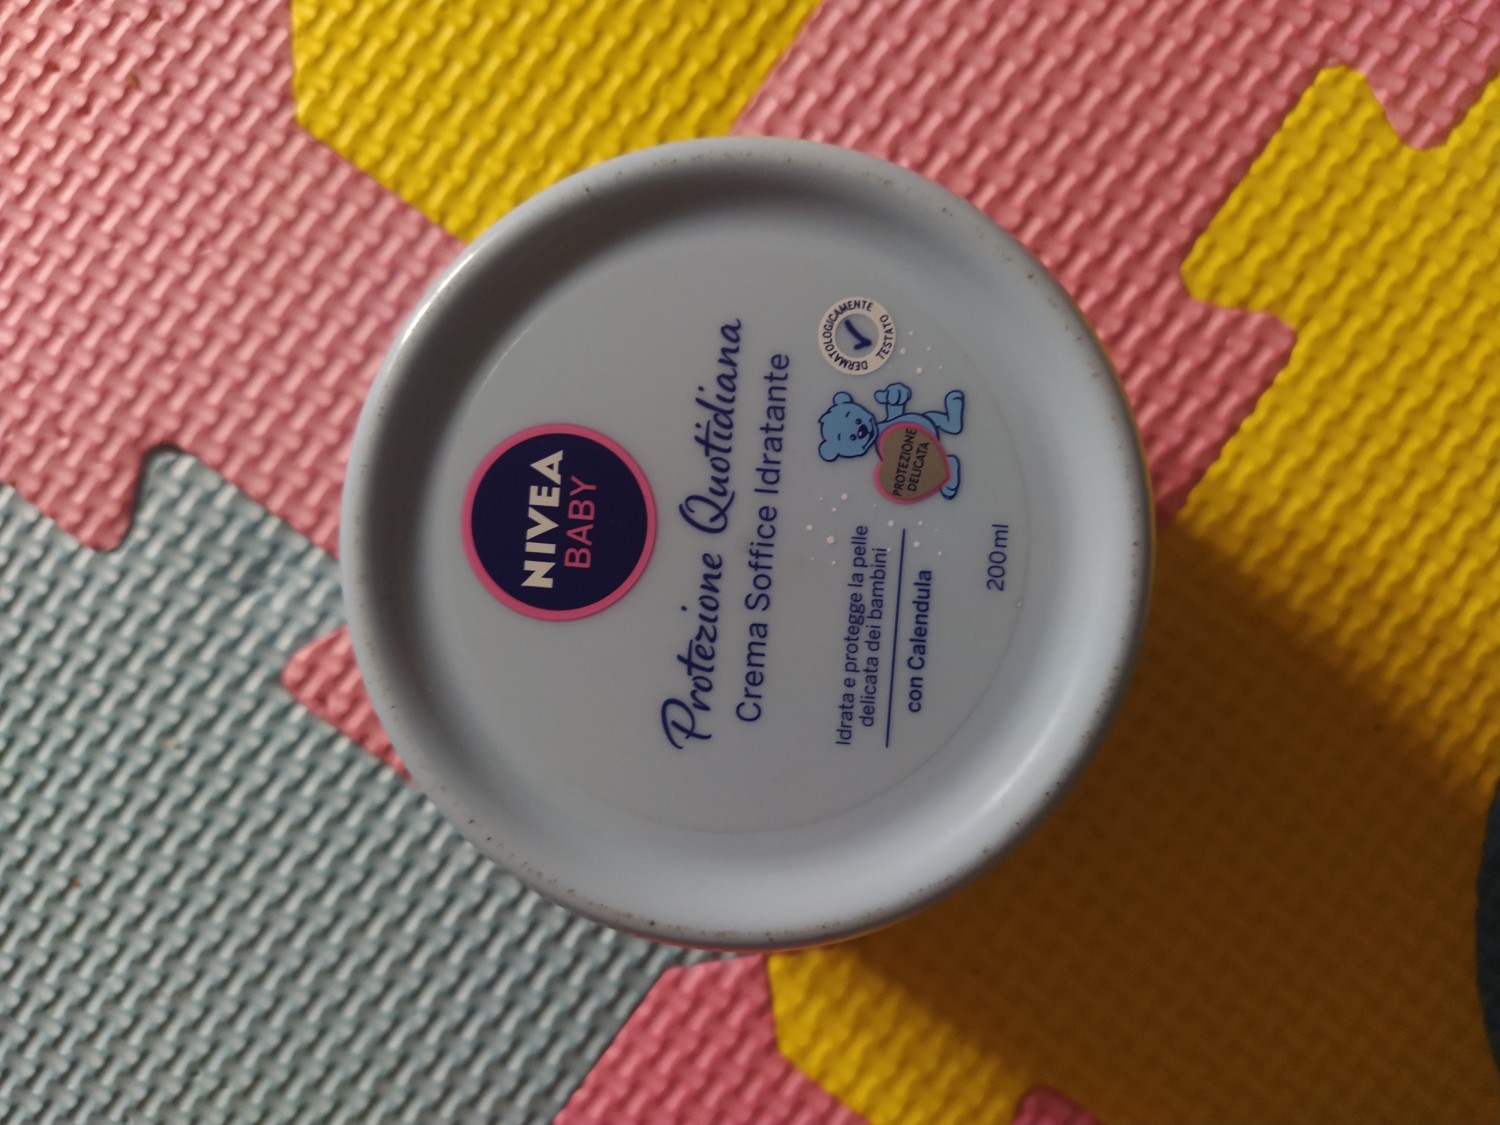 NIVEA
BABY
Protezione Quotidiana
Crema Soffice Idratante
DERMATOLOGICAMENTE TESTATO
PROTEZIONE
DELICATA
Idrata e protegge la pelle
delicata dei bambini
con Calendula
200ml